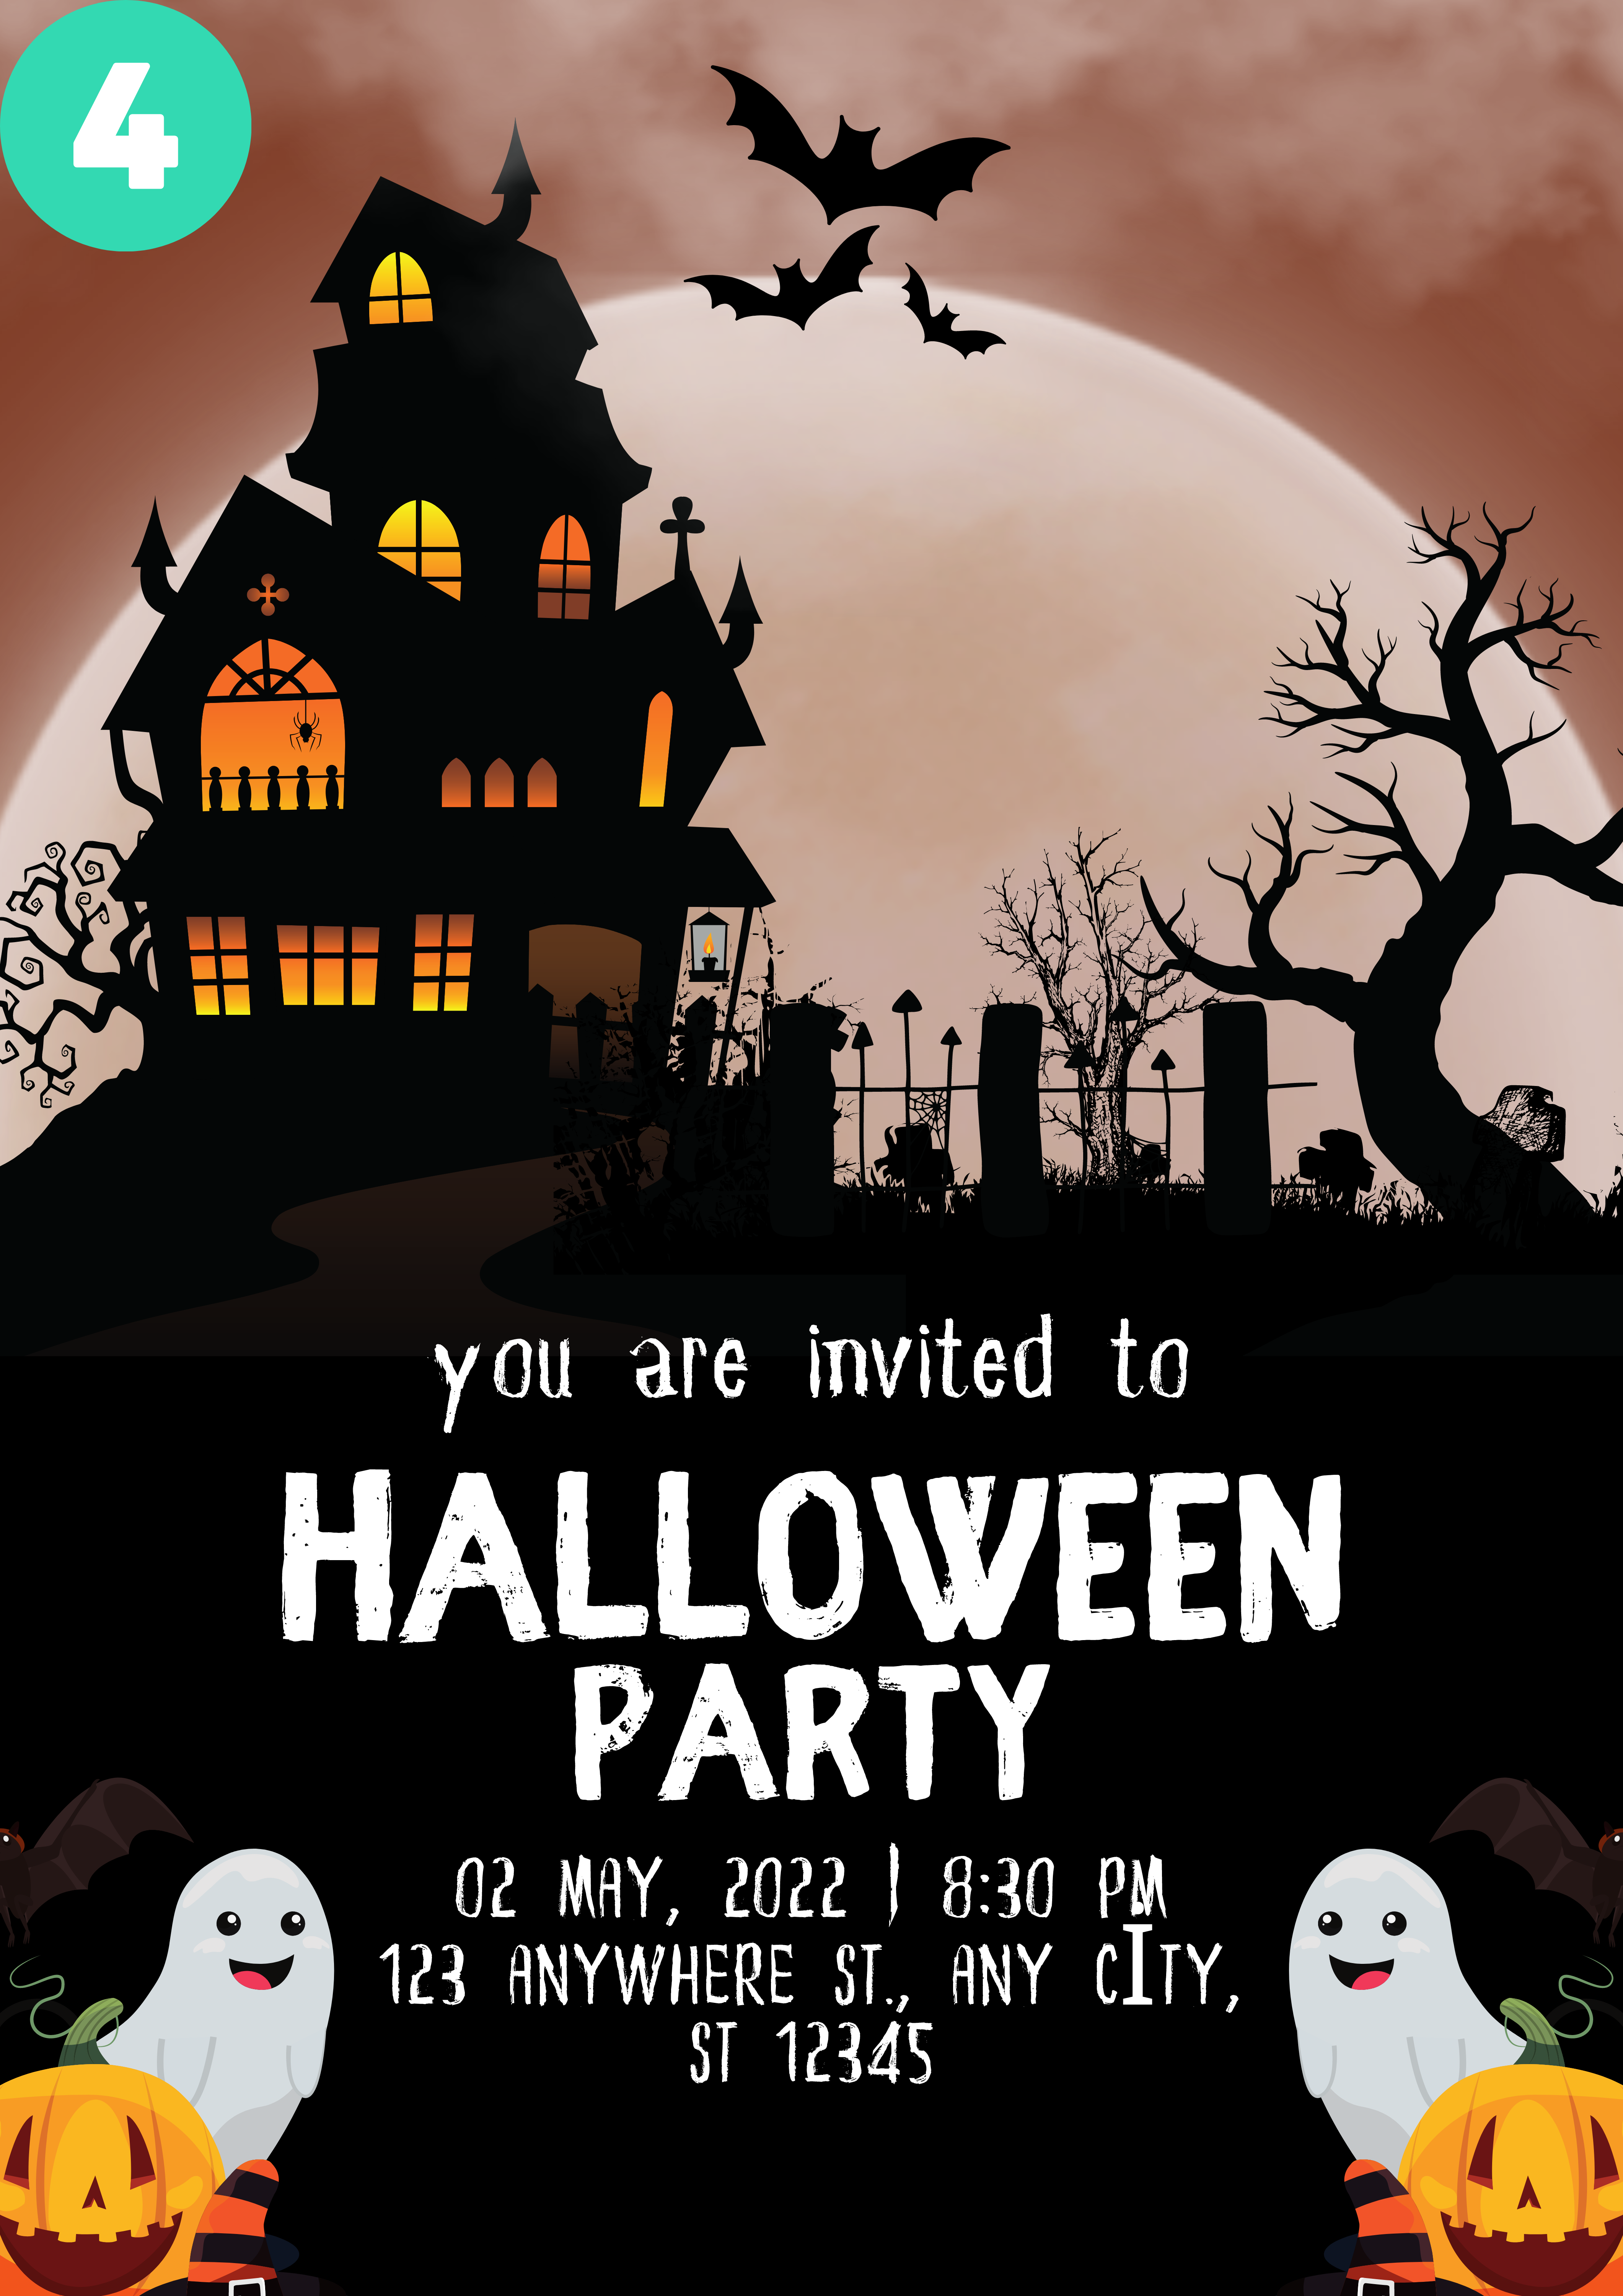 4
you are invited to
HALLOWEEN
PARTY
02 MAY, 2022 | 8:30 PM
123 ANYWHERE ST., ANY CITY,
ST 12345